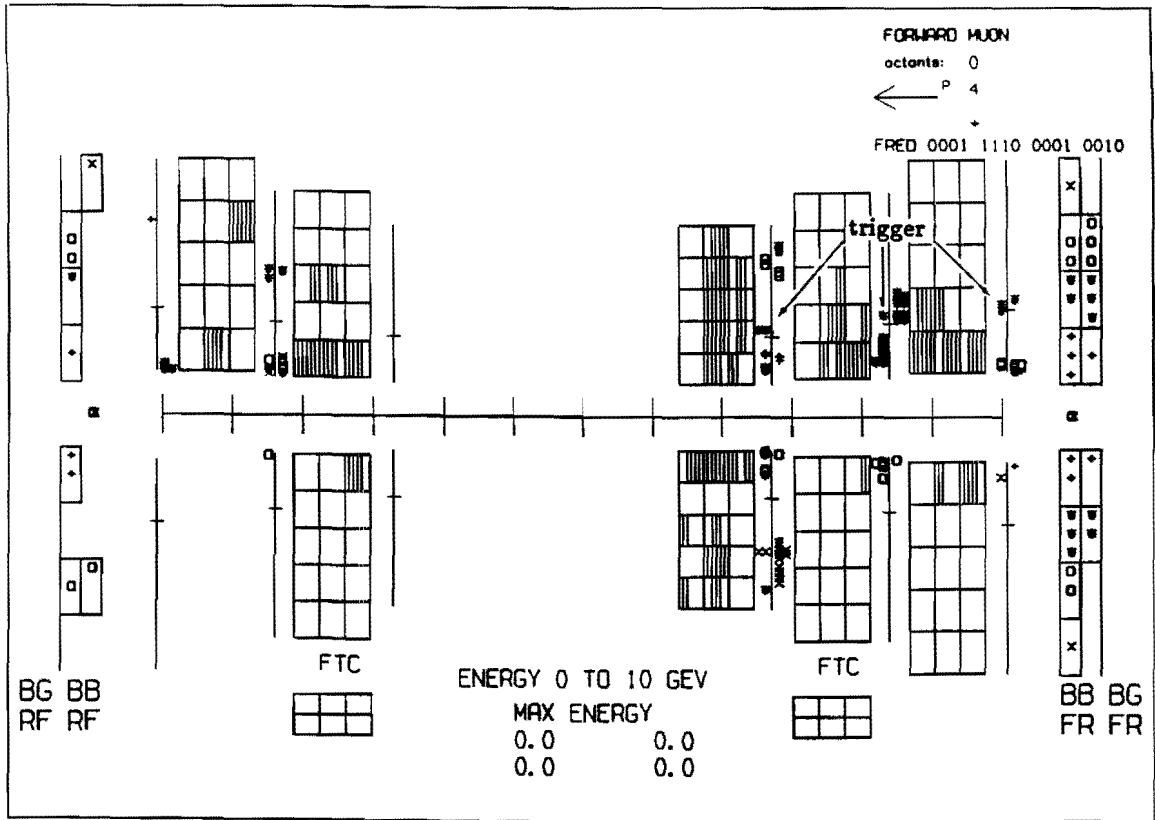 FORWARD MUON
octants: 0
P 4
FRED 0001 1110 0001 0010
trigger
FTC
FTC
ENERGY 0 TO 10 GEV
MAX ENERGY
0.0 0.0
0.0 0.0
BG BB
RF RF
BB BG
FR FR